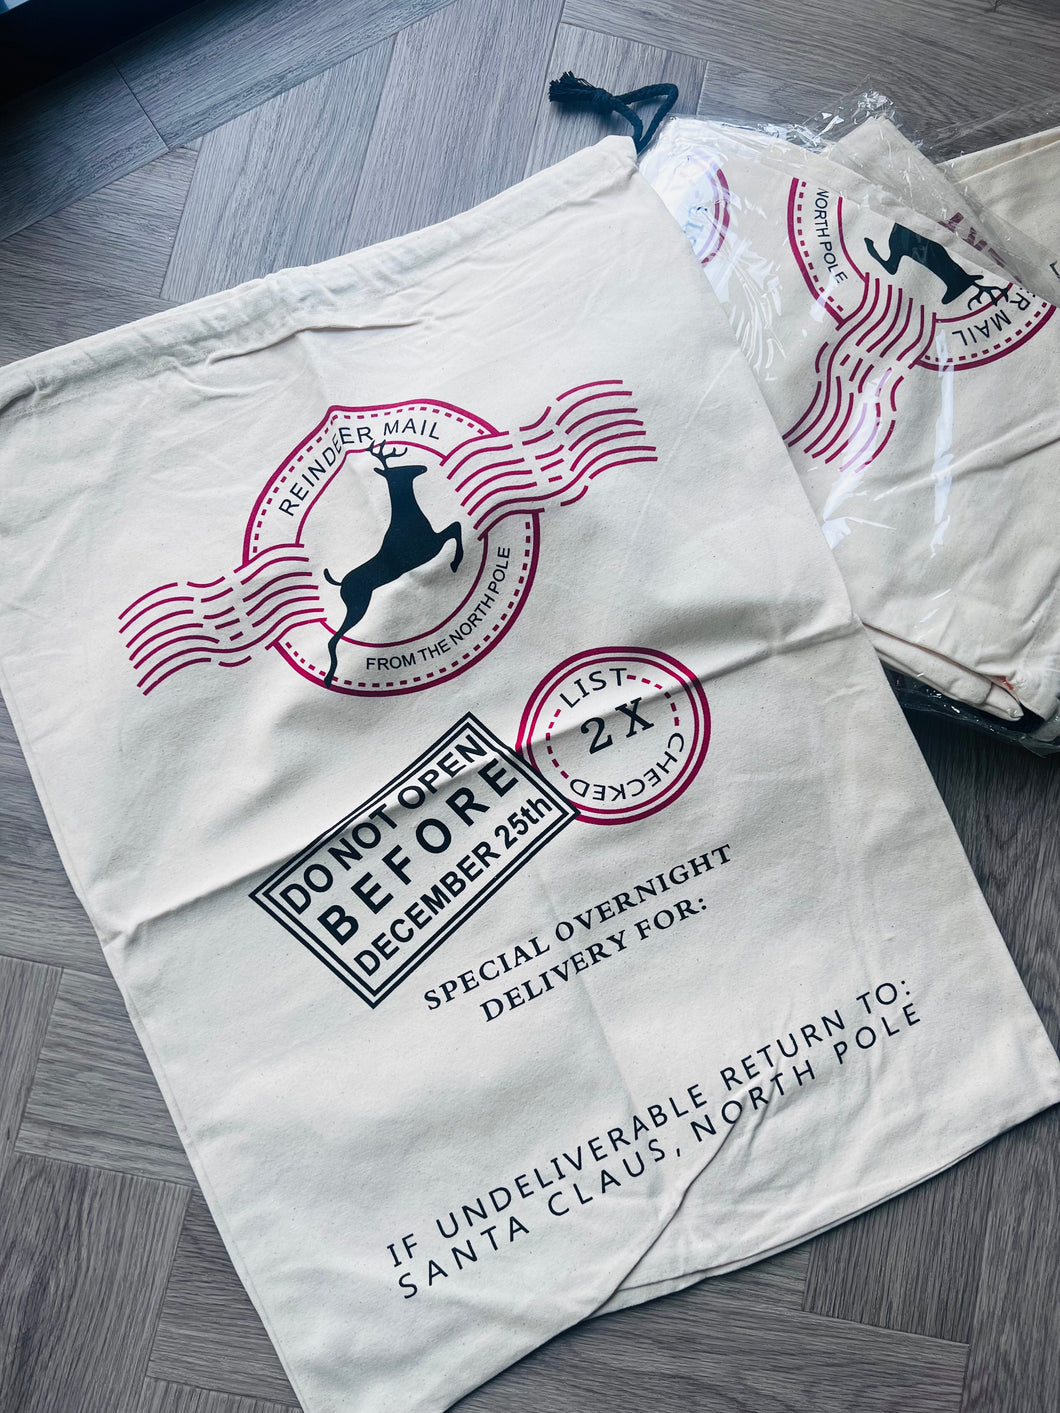 REINDEER MAIL
FROM THE NORTH POLE
LIST
2 X
CHECKED
DO NOT OPEN
BEFORE
DECEMBER 25th
SPECIAL OVERNIGHT
DELIVERY FOR:
IF UNDELIVERABLE RETURN TO:
SANTA CLAUS, NORTH POLE
NORTH POLE
MAIL